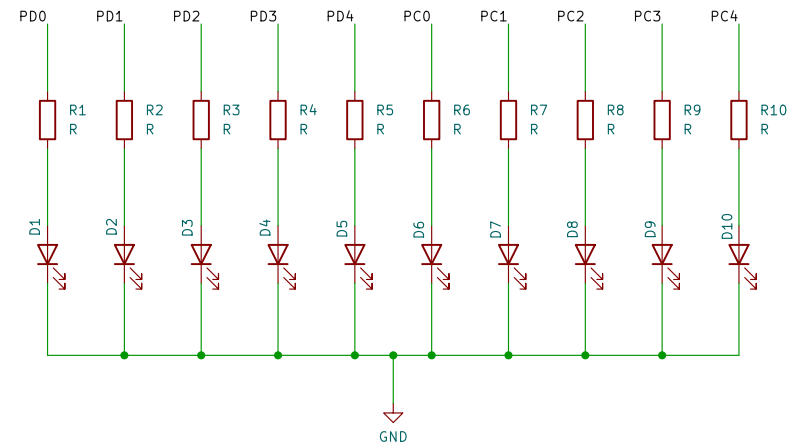 PD0 PD1 PD2 PD3 PD4 PC0 PC1 PC2 PC3 PC4
R1 R2 R3 R4 R5 R6 R7 R8 R9 R10
R R R R R R R R R R
D1 D2 D3 D4 D5 D6 D7 D8 D9 D10
GND